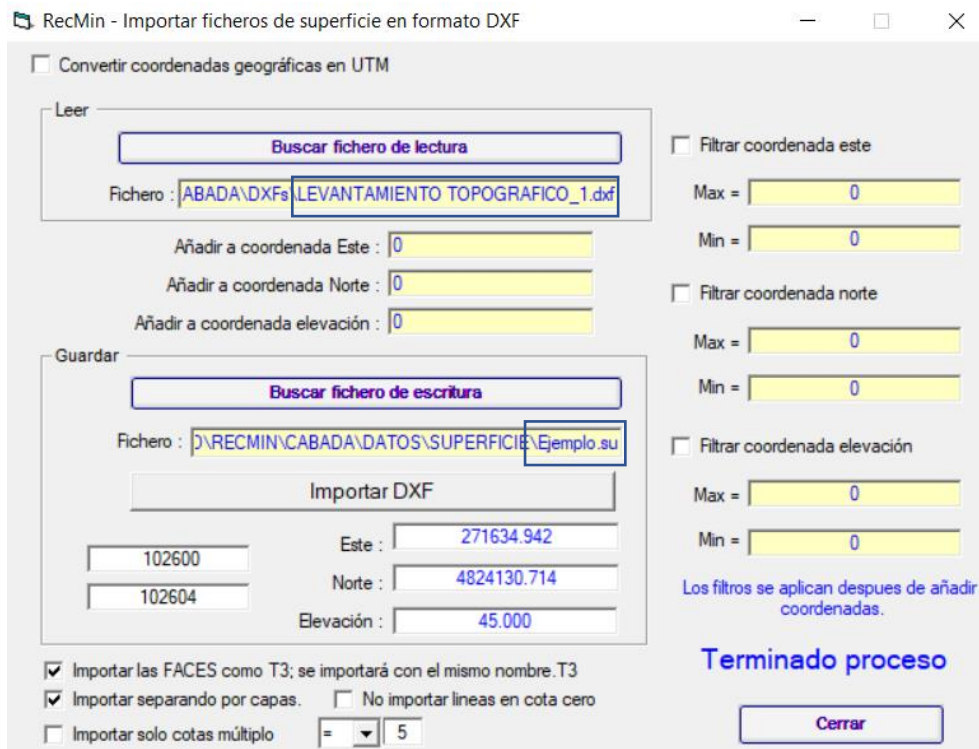 RecMin - Importar ficheros de superficie en formato DXF
Convertir coordenadas geográficas en UTM
Leer
Buscar fichero de lectura
Fichero : ABADA\DXFs\LEVANTAMIENTO TOPOGRAFICO_1.dxf
Añadir a coordenada Este : 0
Añadir a coordenada Norte : 0
Añadir a coordenada elevación : 0
Guardar
Buscar fichero de escritura
Fichero : O\RECMIN\CABADA\DATOS\SUPERFICIE\Ejemplo.su
Importar DXF
102600
102604
Este : 271634.942
Norte : 4824130.714
Elevación : 45.000
Importar las FACES como T3; se importará con el mismo nombre.T3
Importar separando por capas. No importar lineas en cota cero
Importar solo cotas múltiplo = 5
Filtrar coordenada este
Max = 0
Min = 0
Filtrar coordenada norte
Max = 0
Min = 0
Filtrar coordenada elevación
Max = 0
Min = 0
Los filtros se aplican despues de añadir
coordenadas.
Terminado proceso
Cerrar